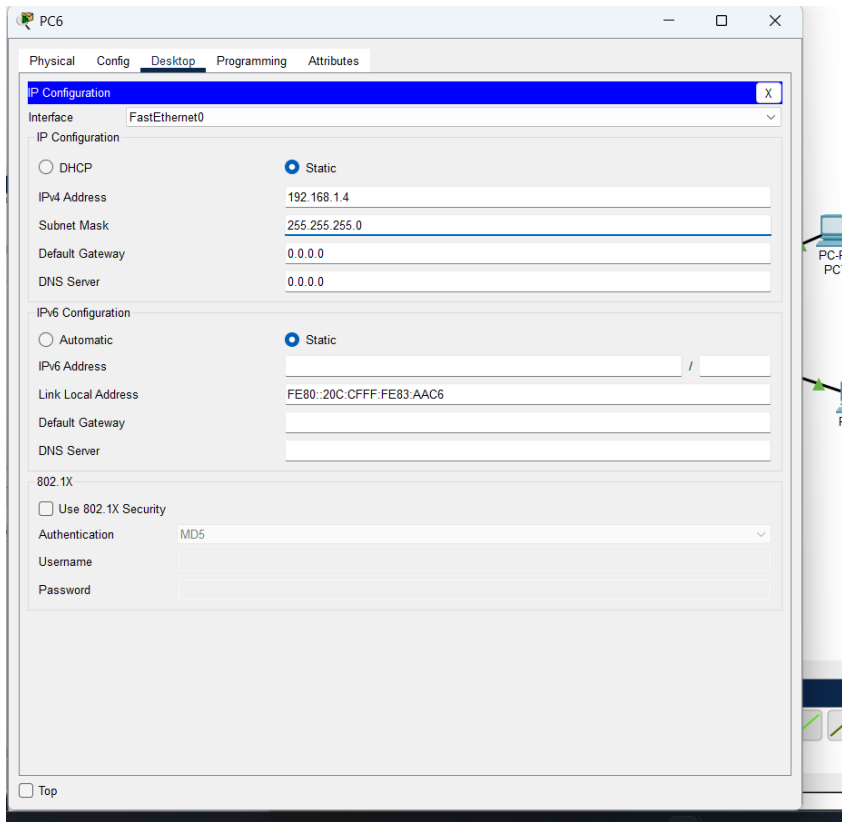 PC6
Physical Config Desktop Programming Attributes
IP Configuration X
Interface FastEthernet0
IP Configuration
DHCP Static
IPv4 Address 192.168.1.4
Subnet Mask 255.255.255.0
Default Gateway 0.0.0.0
DNS Server 0.0.0.0
IPv6 Configuration
Automatic Static
IPv6 Address /
Link Local Address FE80::20C:CFFF:FE83:AAC6
Default Gateway
DNS Server
802.1X
Use 802.1X Security
Authentication MD5
Username
Password
Top